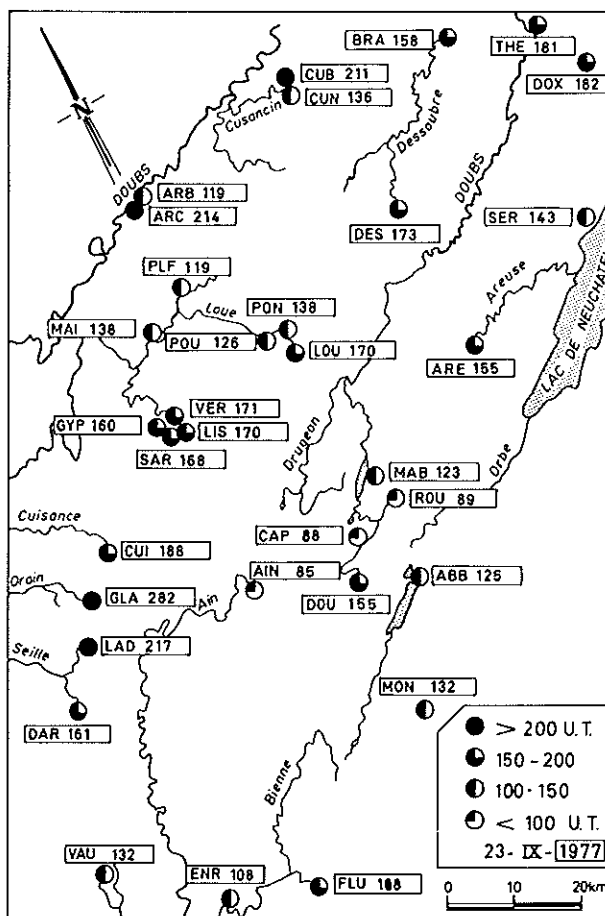 BRA 158
THE 181
CUB 211
DOX 182
CUN 136
Cusancin
Dessoubre
N
DOUBS
DOUBS
ARB 119
ARC 214
DES 173
SER 143
PLF 119
Areuse
Loue
PON 138
MAI 138
POU 126
LOU 170
ARE 155
LAC DE NEUCHATEL
VER 171
GYP 160
LIS 170
SAR 168
Drugeon
Orbe
MAB 123
ROU 89
Cuisance
CAP 88
CUI 188
AIN 85
ABB 125
Orain
GLA 282
Ain
DOU 155
LAD 217
Seille
MON 132
DAR 161
> 200 U.T.
150-200
Bienne
100-150
< 100 U.T.
VAU 132
23-IX-1977
ENR 108
FLU
0 10 20km